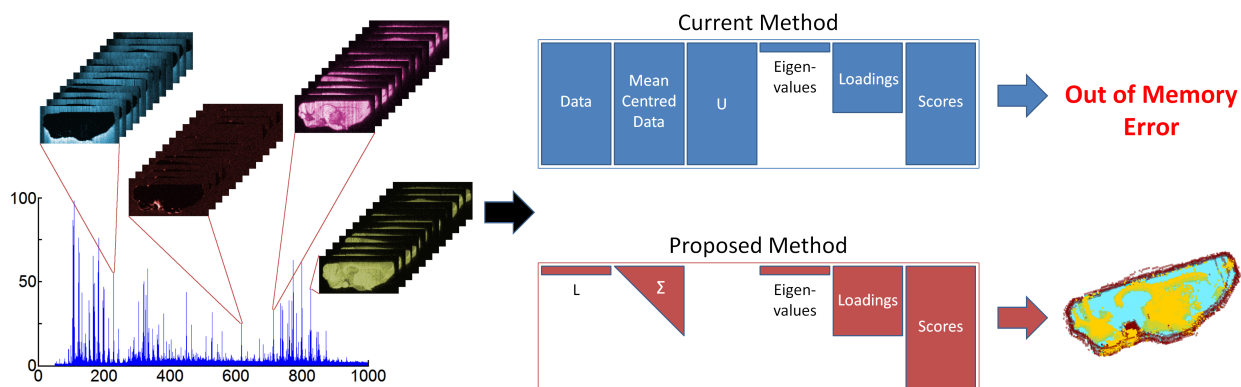 Current Method
Data
Mean
Centred
Data
U
Eigen-
values
Loadings
Scores
Out of Memory
Error
100
50
0
0
200
400
600
800
1000
Proposed Method
L
Σ
Eigen-
values
Loadings
Scores